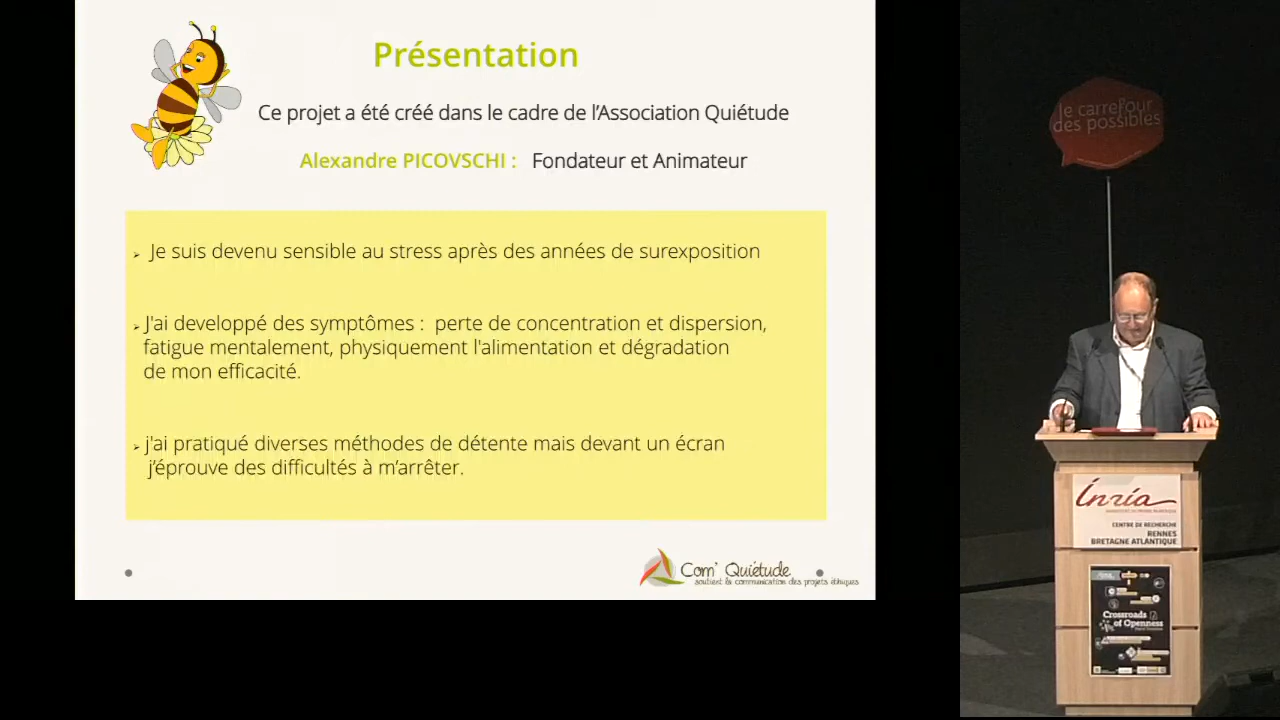 Présentation
Ce projet a été créé dans le cadre de l'Association Quiétude
Alexandre PICOVSCHI : Fondateur et Animateur
Je suis devenu sensible au stress après des années de surexposition
J'ai developpé des symptômes : perte de concentration et dispersion,
fatigue mentalement, physiquement l'alimentation et dégradation
de mon efficacité.
j'ai pratiqué diverses méthodes de détente mais devant un écran
j'éprouve des difficultés à m'arrêter.
Com' Quiétude
soutient la communication des projets éthiques
le carrefour
des possibles
Inria
CENTRE DE RECHERCHE
RENNES
BRETAGNE ATLANTIQUE
Crossroads
of Openness